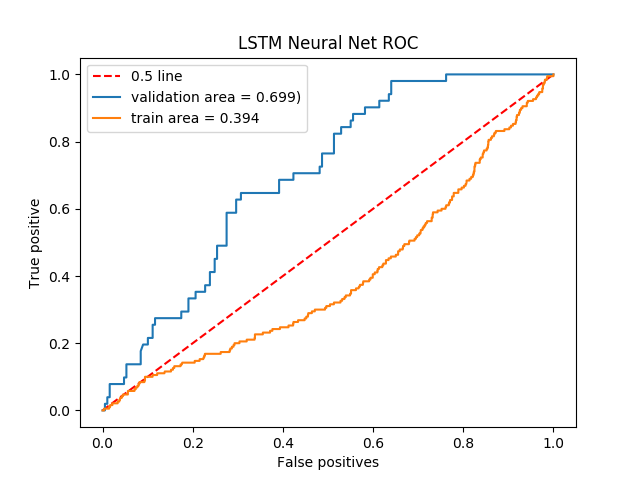 LSTM Neural Net ROC
0.5 line
validation area = 0.699)
train area = 0.394
True positive
1.0
0.8
0.6
0.4
0.2
0.0
0.0 0.2 0.4 0.6 0.8 1.0
False positives